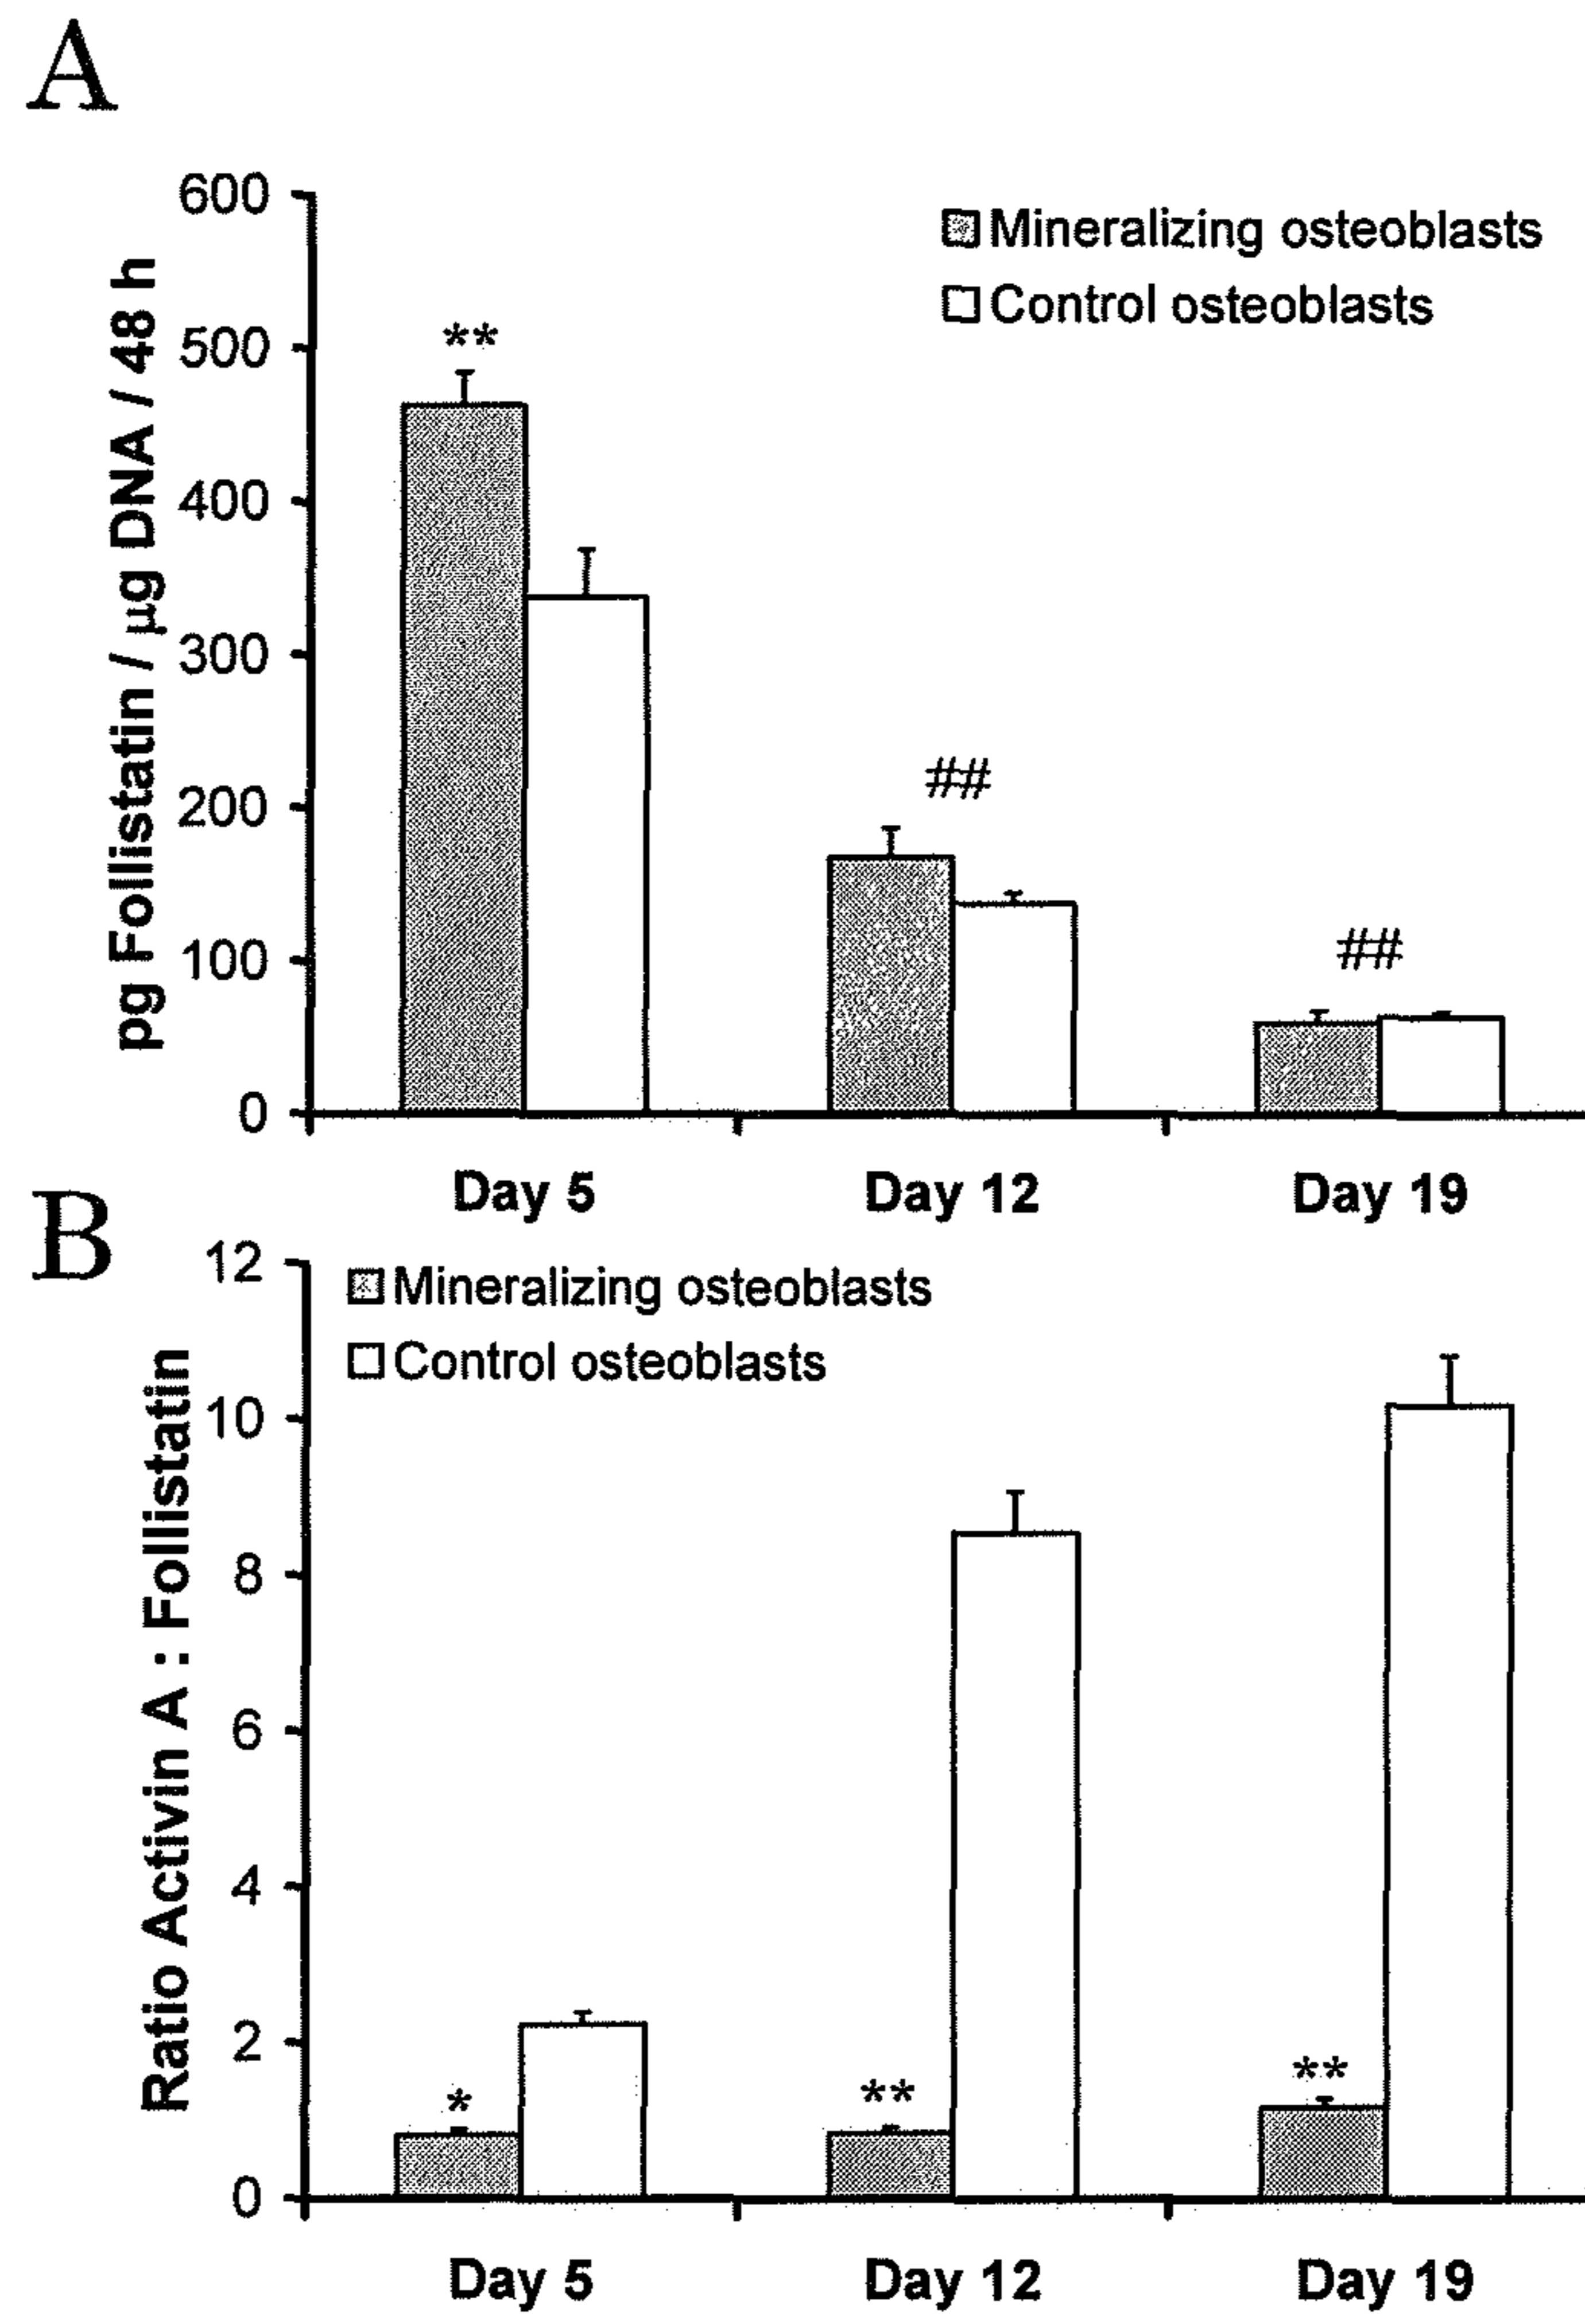 A
600
500
400
300
200
100
0
pg Follistatin / µg DNA / 48 h
Mineralizing osteoblasts
Control osteoblasts
**
##
##
Day 5
Day 12
Day 19
B
12
10
8
6
4
2
0
Ratio Activin A : Follistatin
Mineralizing osteoblasts
Control osteoblasts
*
**
**
Day 5
Day 12
Day 19